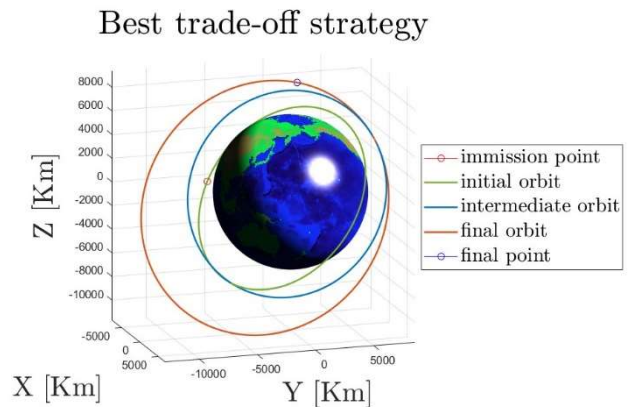 Best trade-off strategy
8000
6000
4000
2000
0
-2000
-4000
-6000
-8000
-10000
Z [Km]
-5000
0
5000
X [Km]
-10000
-5000
0
5000
Y [Km]
immission point
initial orbit
intermediate orbit
final orbit
final point